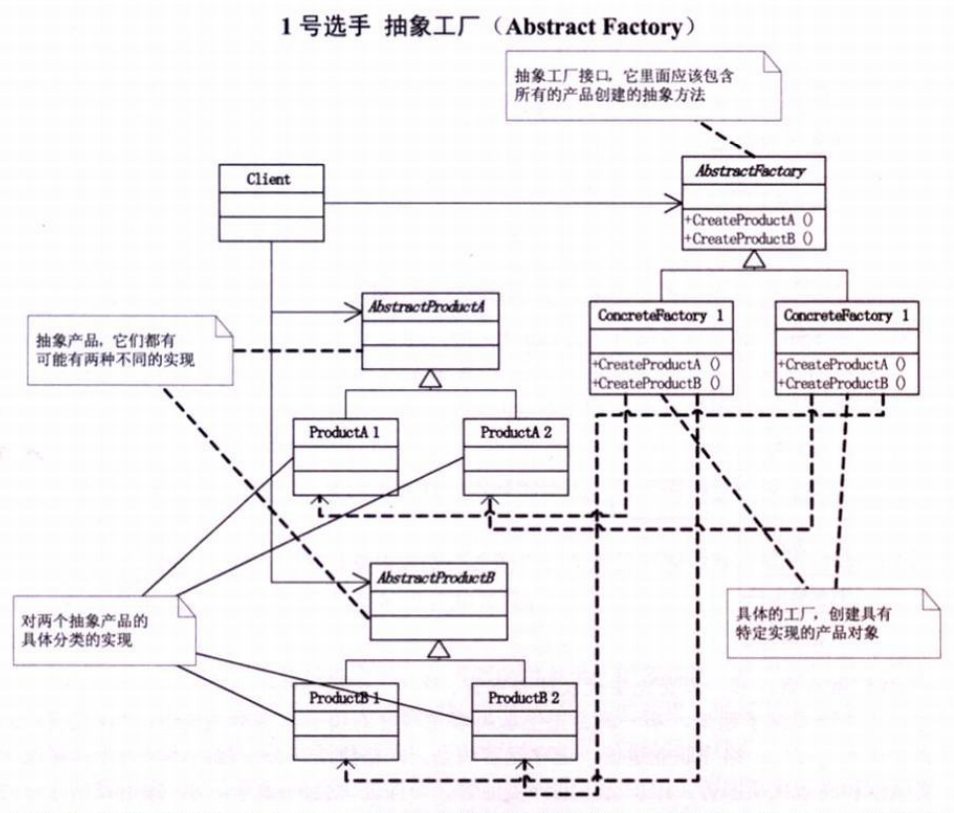 1 号选手 抽象工厂（Abstract Factory）
抽象工厂接口, 它里面应该包含
所有的产品创建的抽象方法
Client
AbstractFactory
+CreateProductA ()
+CreateProductB ()
AbstractProductA
ConcreteFactory 1
+CreateProductA ()
+CreateProductB ()
ConcreteFactory 1
+CreateProductA ()
+CreateProductB ()
抽象产品, 它们都有
可能有两种不同的实现
ProductA 1
ProductA 2
AbstractProductB
对两个抽象产品的
具体分类的实现
具体的工厂, 创建具有
特定实现的产品对象
ProductB 1
ProductB 2